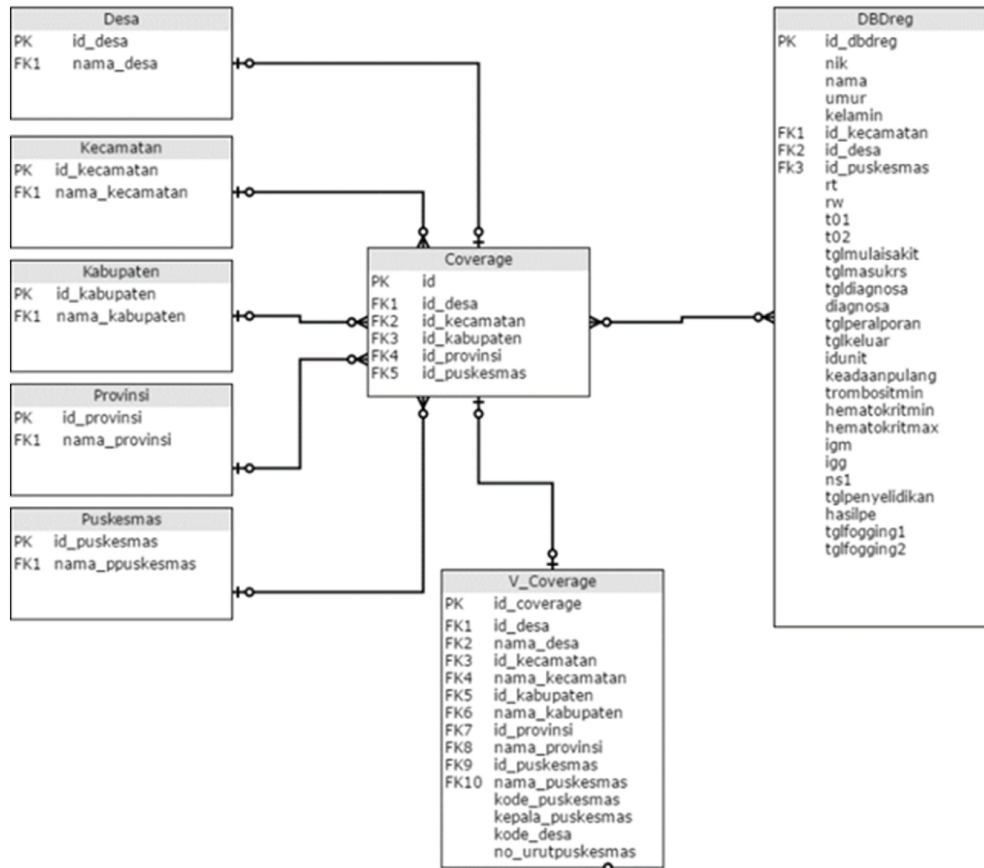 Desa
PK id_desa
FK1 nama_desa
Kecamatan
PK id_kecamatan
FK1 nama_kecamatan
Kabupaten
PK id_kabupaten
FK1 nama_kabupaten
Provinsi
PK id_provinsi
FK1 nama_provinsi
Puskesmas
PK id_puskesmas
FK1 nama_ppuskesmas
Coverage
PK id
FK1 id_desa
FK2 id_kecamatan
FK3 id_kabupaten
FK4 id_provinsi
FK5 id_puskesmas
V_Coverage
PK id_coverage
FK1 id_desa
FK2 nama_desa
FK3 id_kecamatan
FK4 nama_kecamatan
FK5 id_kabupaten
FK6 nama_kabupaten
FK7 id_provinsi
FK8 nama_provinsi
FK9 id_puskesmas
FK10 nama_puskesmas
kode_puskesmas
kepala_puskesmas
kode_desa
no_urutpuskesmas
DBDreg
PK id_dbdreg
nik
nama
umur
kelamin
FK1 id_kecamatan
FK2 id_desa
Fk3 id_puskesmas
rt
rw
t01
t02
tglmulaisakit
tglmasukrs
tgldiagnosa
diagnosa
tglperalporan
tglkeluar
idunit
keadaanpulang
trombositmin
hematokritmin
hematokritmax
igm
igg
ns1
tglpenyelidikan
hasilpe
tglfogging1
tglfogging2